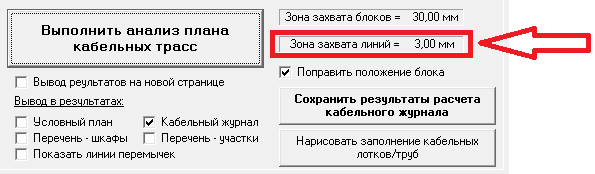 Выполнить анализ плана
кабельных трасс
Вывод реультатов на новой странице
Вывод в результатах:
Условный план
Кабельный журнал
Перечень - шкафы
Перечень - участки
Показать линии перемычек
Зона захвата блоков = 30,00 мм
Зона захвата линий = 3,00 мм
Поправить положение блока
Сохранить результаты расчета
кабельного журнала
Нарисовать заполнение кабельных
лотков/труб